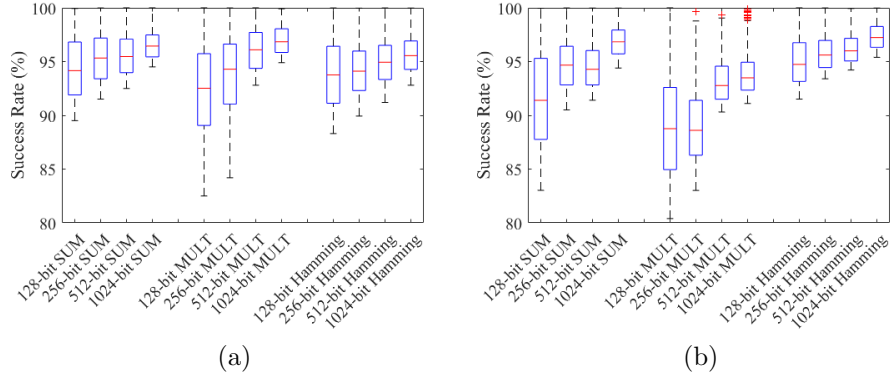 100
95
90
85
80
Success Rate (%)
128-bit SUM
256-bit SUM
512-bit SUM
1024-bit SUM
128-bit MULT
256-bit MULT
512-bit MULT
1024-bit MULT
128-bit Hamming
256-bit Hamming
512-bit Hamming
1024-bit Hamming
(a)
100
95
90
85
80
Success Rate (%)
128-bit SUM
256-bit SUM
512-bit SUM
1024-bit SUM
128-bit MULT
256-bit MULT
512-bit MULT
1024-bit MULT
128-bit Hamming
256-bit Hamming
512-bit Hamming
1024-bit Hamming
(b)